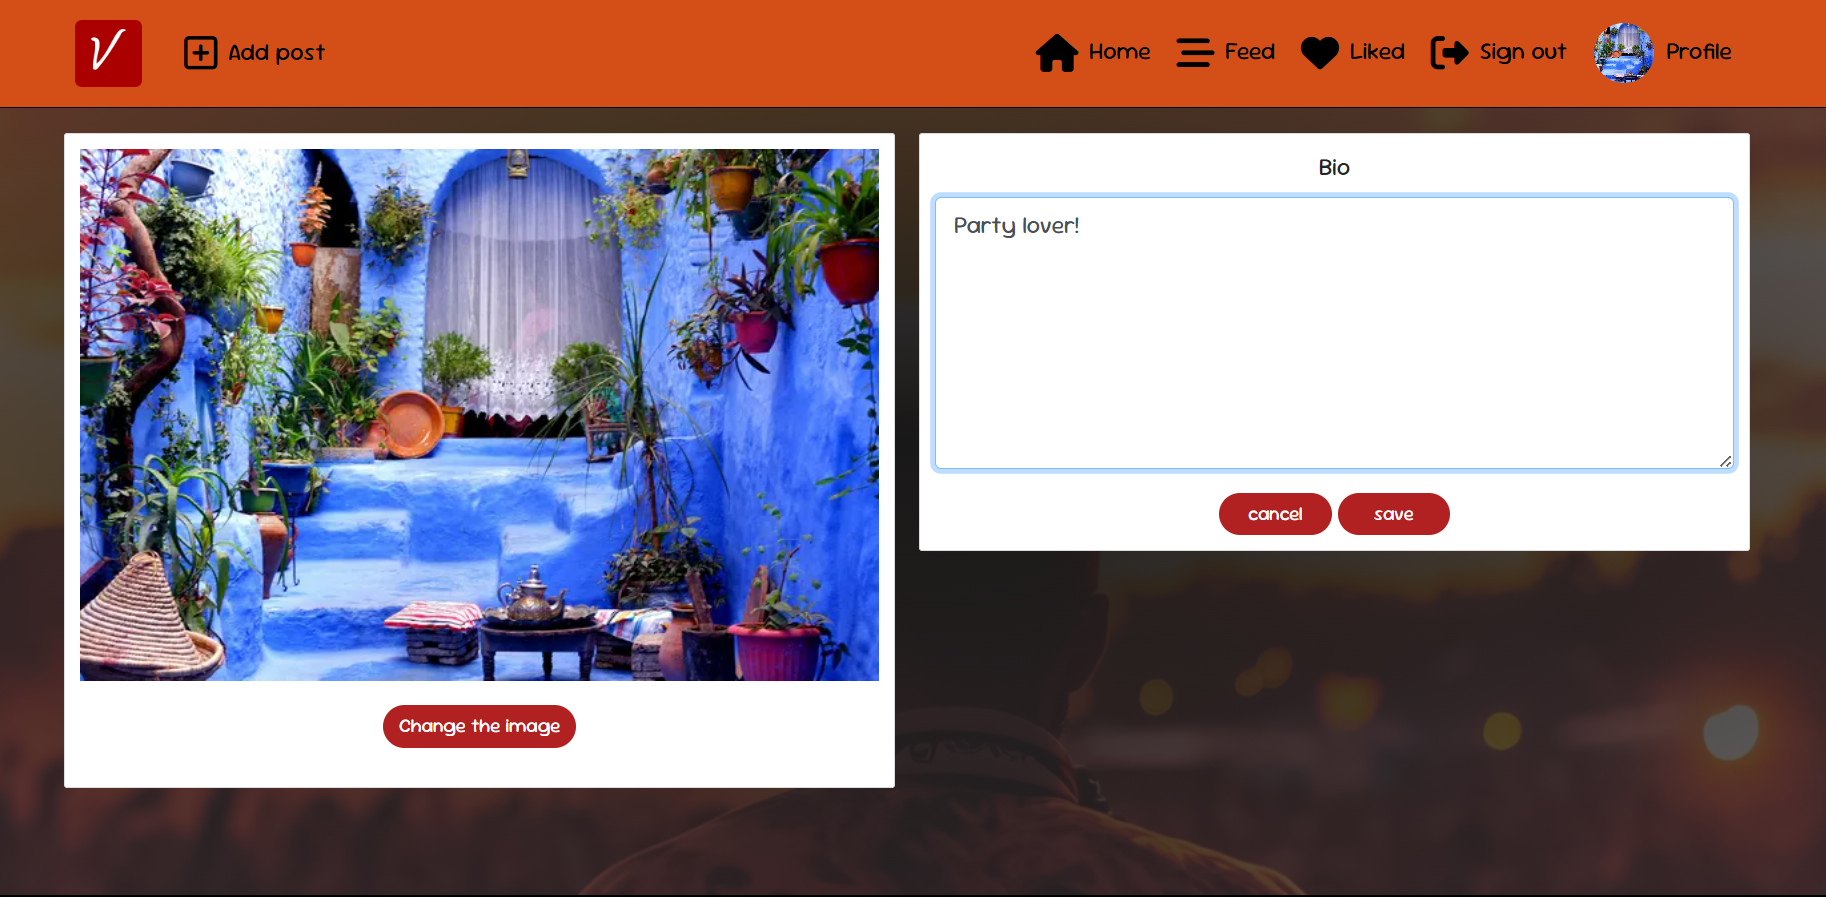 V
Add post
Home
Feed
Liked
Sign out
Profile
Bio
Party lover!
cancel
save
Change the image